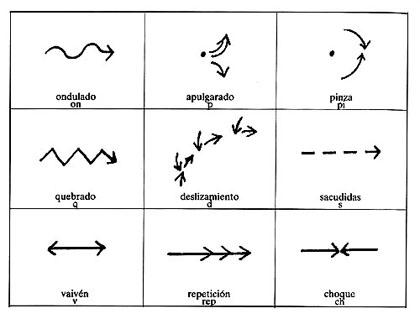 ondulado
on
apulgarado
p
pinza
pi
quebrado
q
deslizamiento
d
sacudidas
s
vaivén
v
repetición
rep
choque
ch